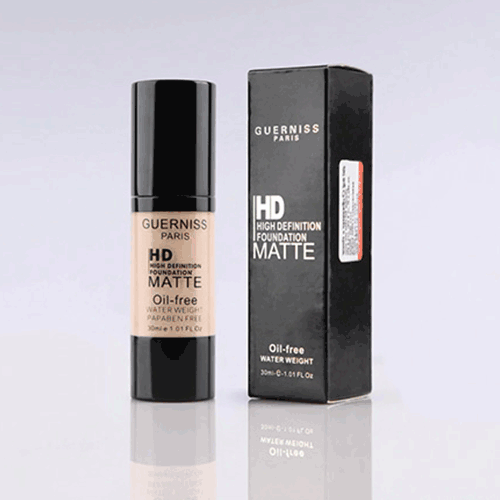 GUERNISS
PARIS
HD
HIGH DEFINITION
FOUNDATION
MATTE
Oil-free
WATER WEIGHT
PAPABEN FREE
30ml e 1.01 FL Oz
GUERNISS
PARIS
HD
HIGH DEFINITION
FOUNDATION
MATTE
Oil-free
WATER WEIGHT
30ml-e-1.01 FL Oz